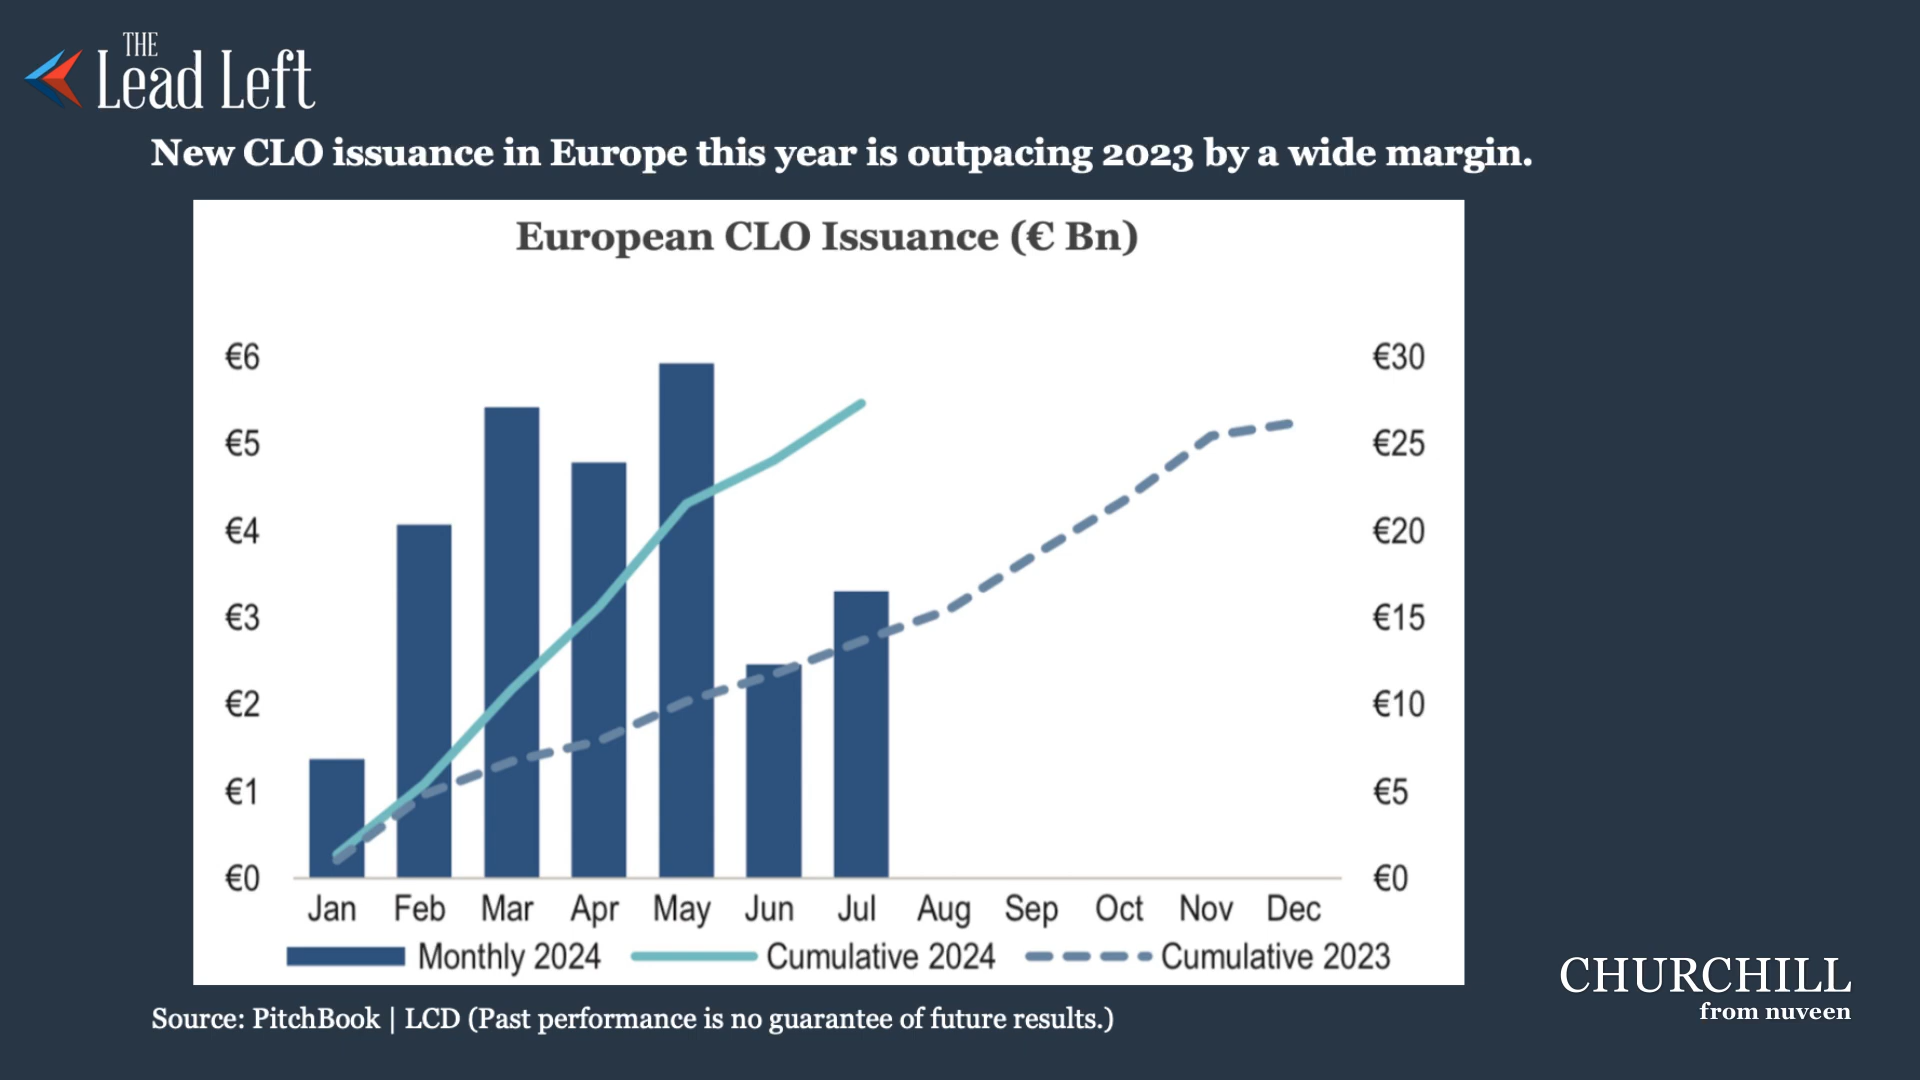 THE
Lead Left
New CLO issuance in Europe this year is outpacing 2023 by a wide margin.
European CLO Issuance (€ Bn)
€6
€30
€5
€25
€4
€20
€3
€15
€2
€10
€1
€5
€0
€0
Jan Feb Mar Apr May Jun Jul Aug Sep Oct Nov Dec
Monthly 2024 Cumulative 2024 Cumulative 2023
CHURCHILL
from nuveen
Source: PitchBook | LCD (Past performance is no guarantee of future results.)